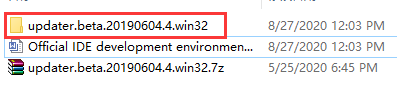 updater.beta.20190604.4.win32 8/27/2020 12:03 PM
Official IDE development environmen... 8/27/2020 12:03 PM
updater.beta.20190604.4.win32.7z 5/25/2020 6:45 PM